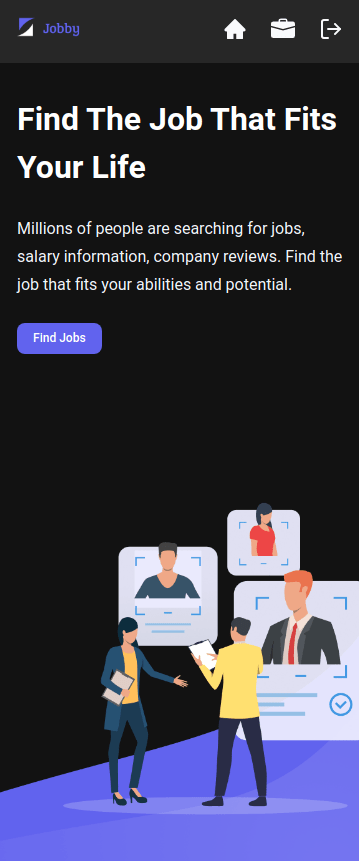 Jobby
Find The Job That Fits
Your Life
Millions of people are searching for jobs,
salary information, company reviews. Find the
job that fits your abilities and potential.
Find Jobs